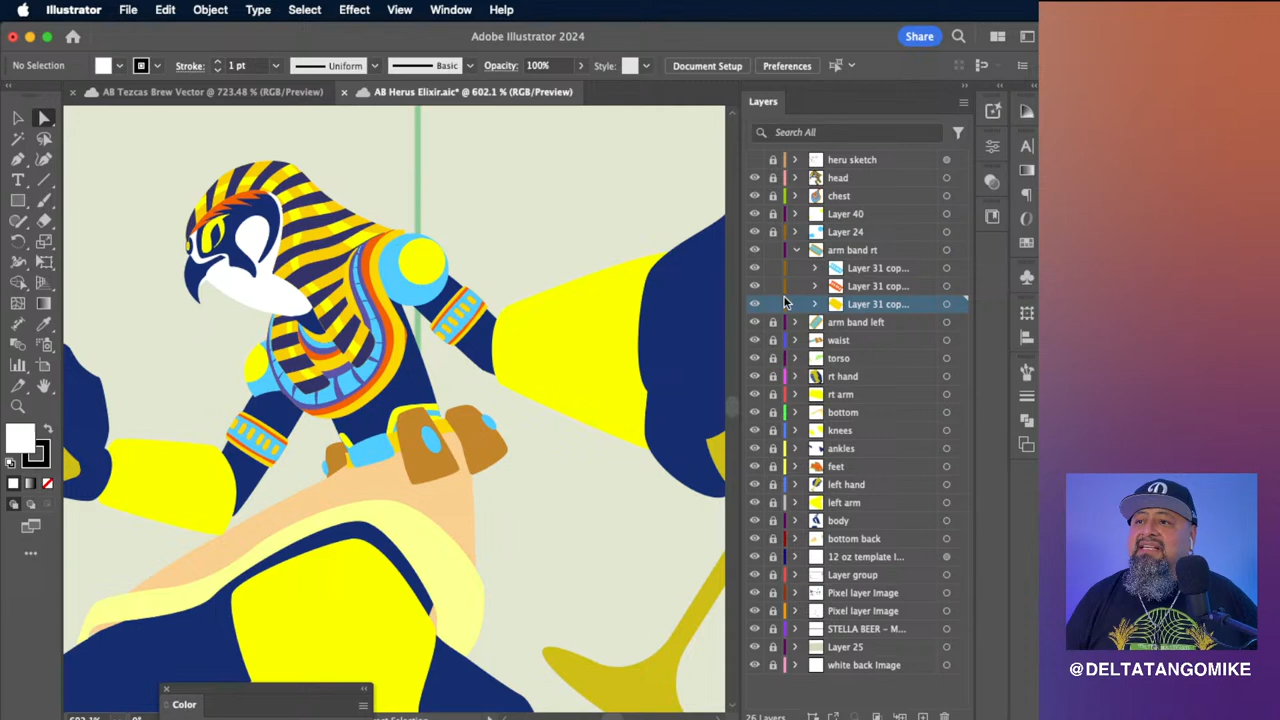 Illustrator File Edit Object Type Select Effect View Window Help
Adobe Illustrator 2024
Share
No Selection Stroke: 1 pt Uniform Basic Opacity: 100% Style: Document Setup Preferences
AB Tezcas Brew Vector @ 723.48 % (RGB/Preview) AB Herus Elixir.aic* @ 602.1 % (RGB/Preview)
Layers
Search All
heru sketch
head
chest
Layer 40
Layer 24
arm band rt
Layer 31 cop...
Layer 31 cop...
Layer 31 cop...
arm band left
waist
torso
rt hand
rt arm
bottom
knees
ankles
feet
left hand
left arm
body
bottom back
12 oz template l...
Layer group
Pixel layer Image
Pixel layer Image
STELLA BEER – M...
Layer 25
white back Image
Color
26 Layers
@DELTATANGOMIKE